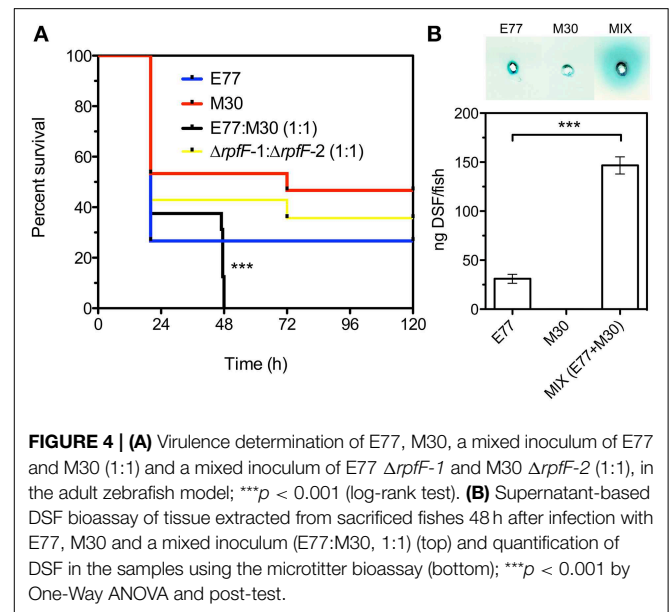 A
Percent survival
100
80
60
40
20
0
0 24 48 72 96 120
Time (h)
E77
M30
E77:M30 (1:1)
ΔrpfF-1:ΔrpfF-2 (1:1)
***
B
E77 M30 MIX
***
ng DSF/fish
200
150
100
50
0
E77 M30 MIX (E77+M30)
FIGURE 4 | (A) Virulence determination of E77, M30, a mixed inoculum of E77
and M30 (1:1) and a mixed inoculum of E77 ΔrpfF-1 and M30 ΔrpfF-2 (1:1), in
the adult zebrafish model; ***p < 0.001 (log-rank test). (B) Supernatant-based
DSF bioassay of tissue extracted from sacrificed fishes 48 h after infection with
E77, M30 and a mixed inoculum (E77:M30, 1:1) (top) and quantification of
DSF in the samples using the microtitter bioassay (bottom); ***p < 0.001 by
One-Way ANOVA and post-test.